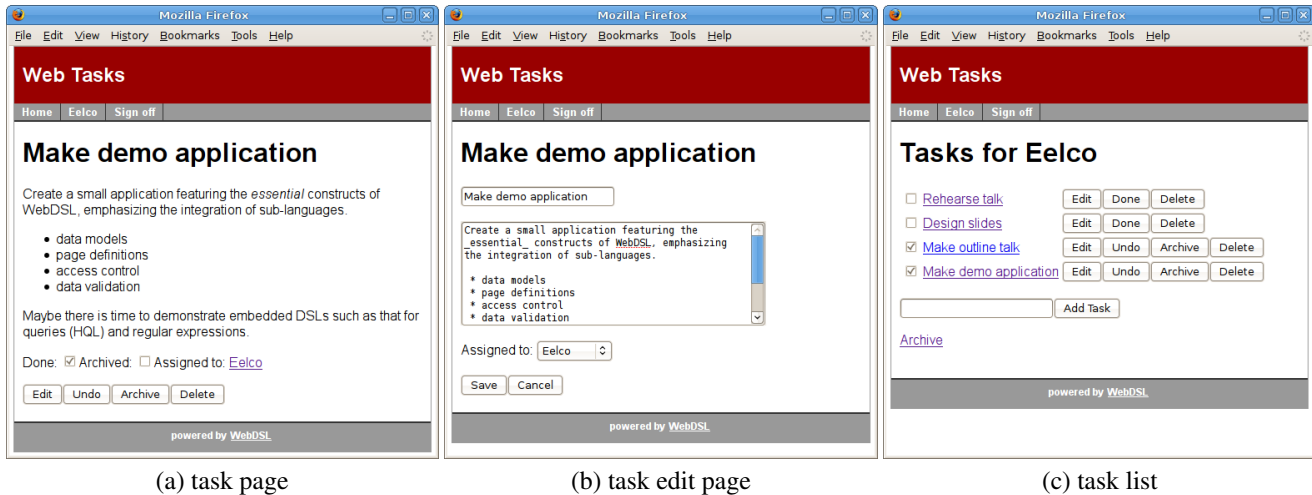 Mozilla Firefox
File Edit View History Bookmarks Tools Help
Web Tasks
Home Eelco Sign off
Make demo application
Create a small application featuring the essential constructs of
WebDSL, emphasizing the integration of sub-languages.
• data models
• page definitions
• access control
• data validation
Maybe there is time to demonstrate embedded DSLs such as that for
queries (HQL) and regular expressions.
Done: Archived: Assigned to: Eelco
Edit Undo Archive Delete
powered by WebDSL
(a) task page
Mozilla Firefox
File Edit View History Bookmarks Tools Help
Web Tasks
Home Eelco Sign off
Make demo application
Make demo application
Create a small application featuring the
_essential_ constructs of WebDSL, emphasizing
the integration of sub-languages.
* data models
* page definitions
* access control
* data validation
Assigned to: Eelco
Save Cancel
powered by WebDSL
(b) task edit page
Mozilla Firefox
File Edit View History Bookmarks Tools Help
Web Tasks
Home Eelco Sign off
Tasks for Eelco
Rehearse talk Edit Done Delete
Design slides Edit Done Delete
Make outline talk Edit Undo Archive Delete
Make demo application Edit Undo Archive Delete
Add Task
Archive
powered by WebDSL
(c) task list